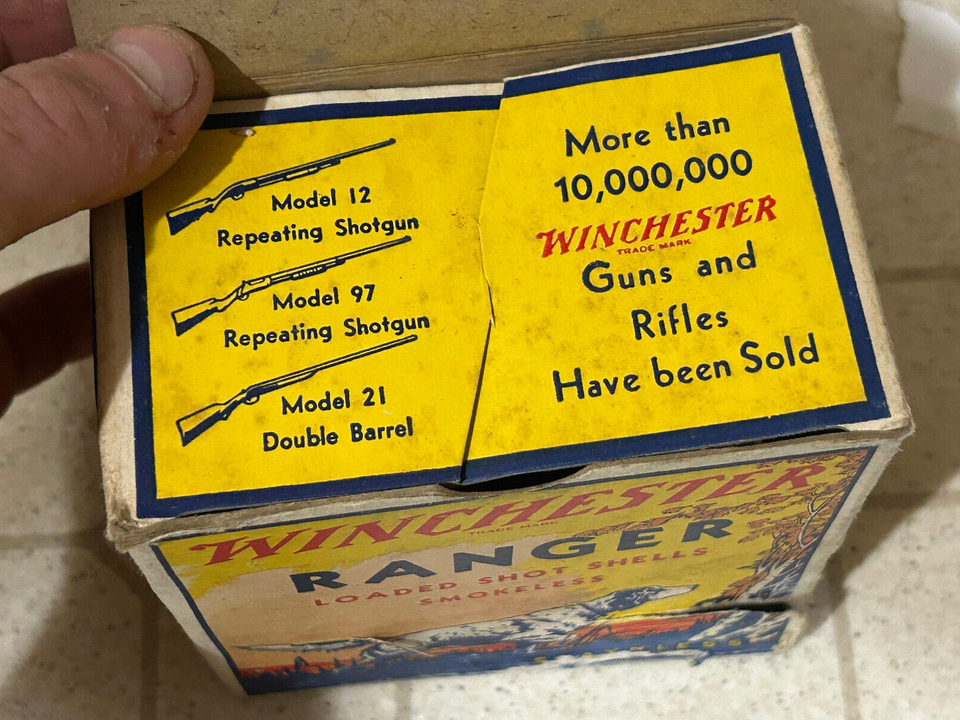 Model 12
Repeating Shotgun
Model 97
Repeating Shotgun
Model 21
Double Barrel
More than
10,000,000
WINCHESTER
TRADE MARK
Guns and
Rifles
Have been Sold
WINCHESTER
TRADE MARK
RANGER
LOADED SHOT SHELLS
SMOKELESS